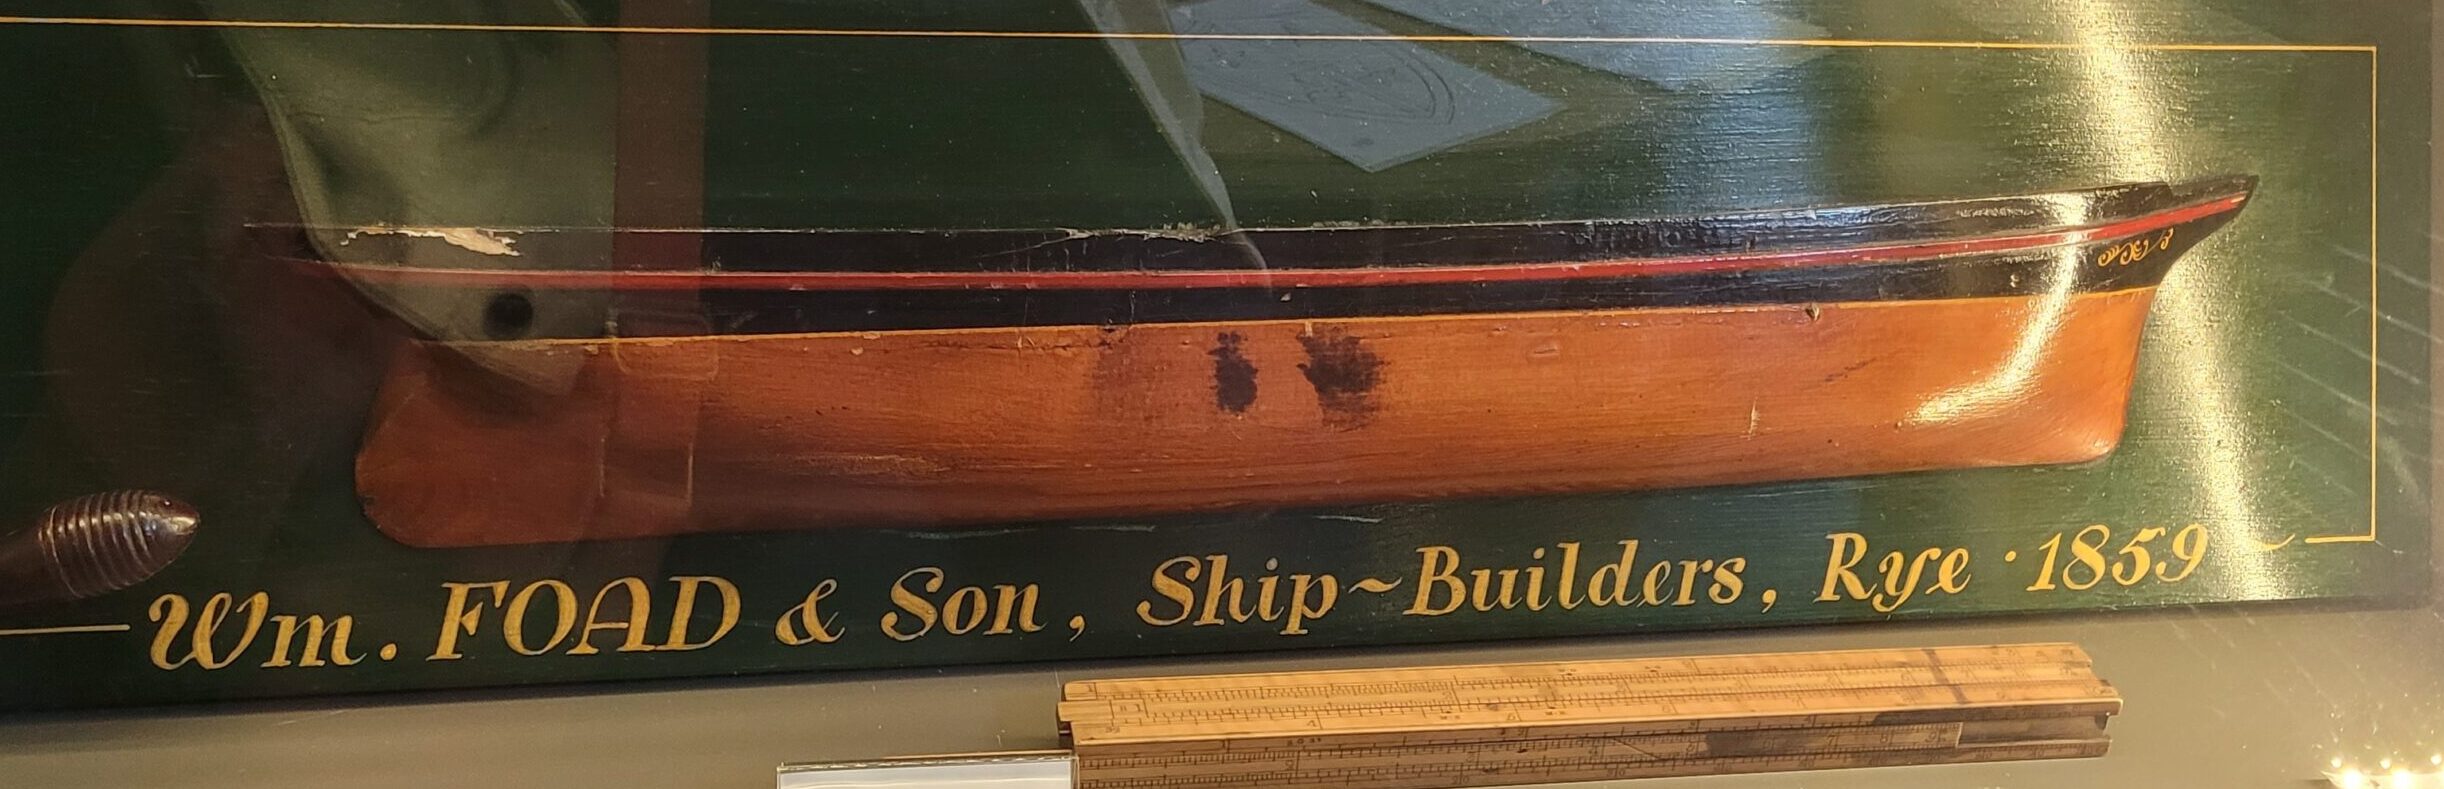 Wm. FOAD & Son, Ship~Builders, Rye · 1859